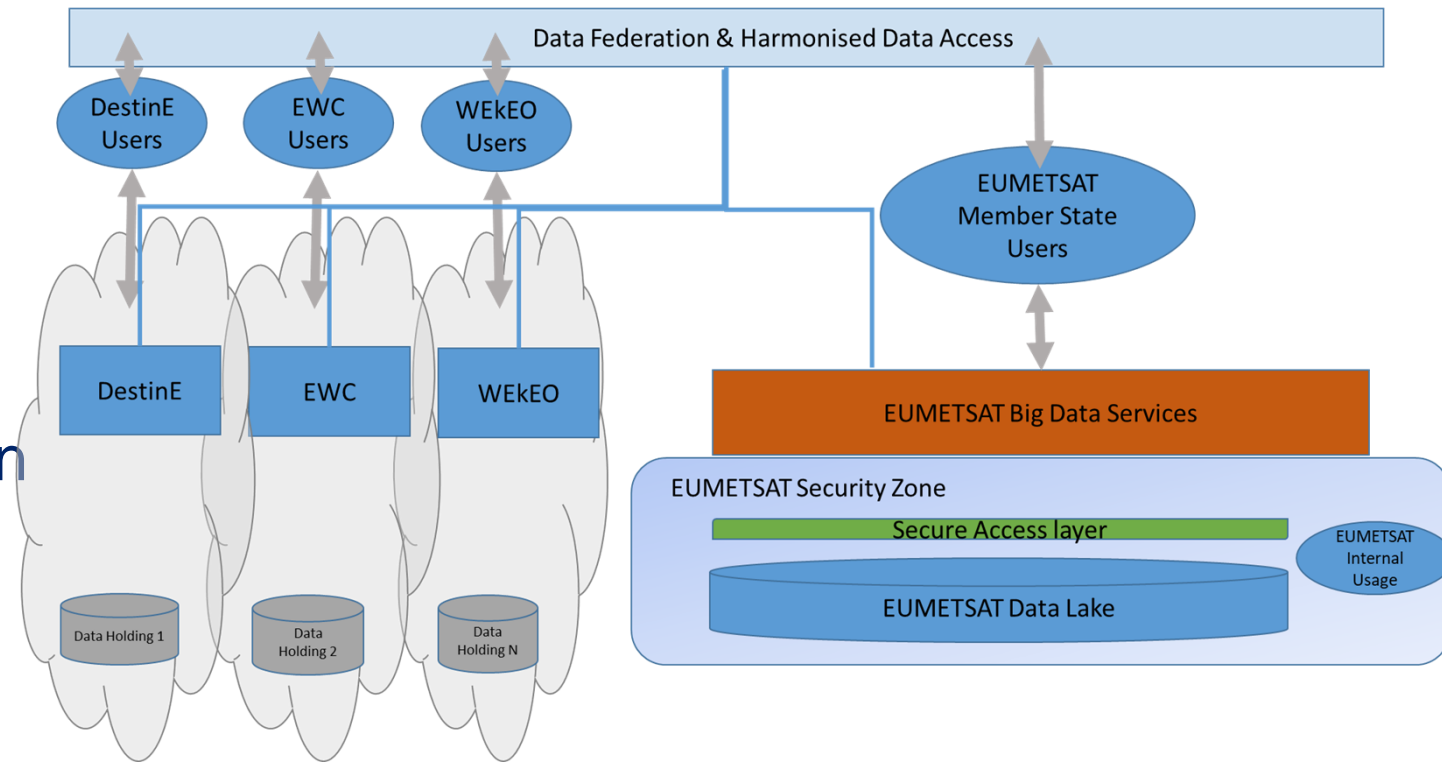 Data Federation & Harmonised Data Access
DestinE
Users
EWC
Users
WEkEO
Users
EUMETSAT
Member State
Users
DestinE
EWC
WEkEO
EUMETSAT Big Data Services
n
EUMETSAT Security Zone
Secure Access layer
EUMETSAT
Internal
Usage
EUMETSAT Data Lake
Data Holding 1
Data
Holding 2
Data
Holding N